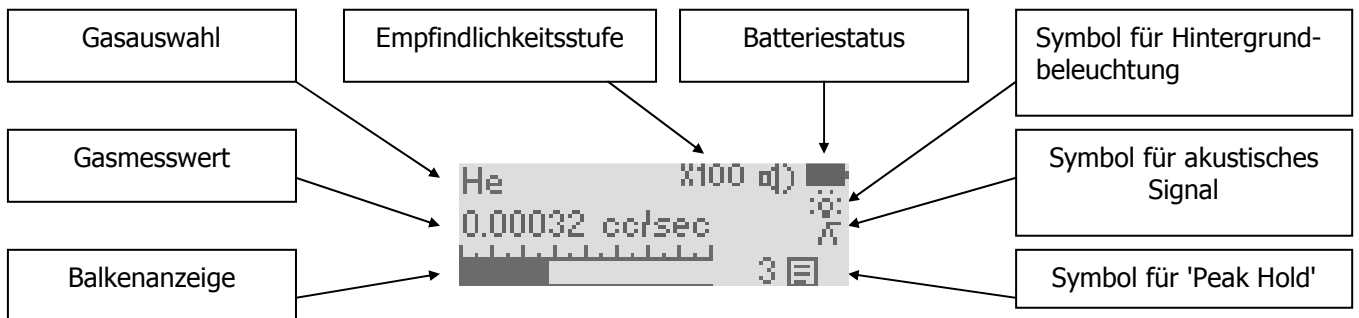 Gasauswahl
Empfindlichkeitsstufe
Batteriestatus
Symbol für Hintergrund-
beleuchtung
Gasmesswert
Symbol für akustisches
Signal
Balkenanzeige
Symbol für 'Peak Hold'
He
X100
0.00032 cc/sec
3